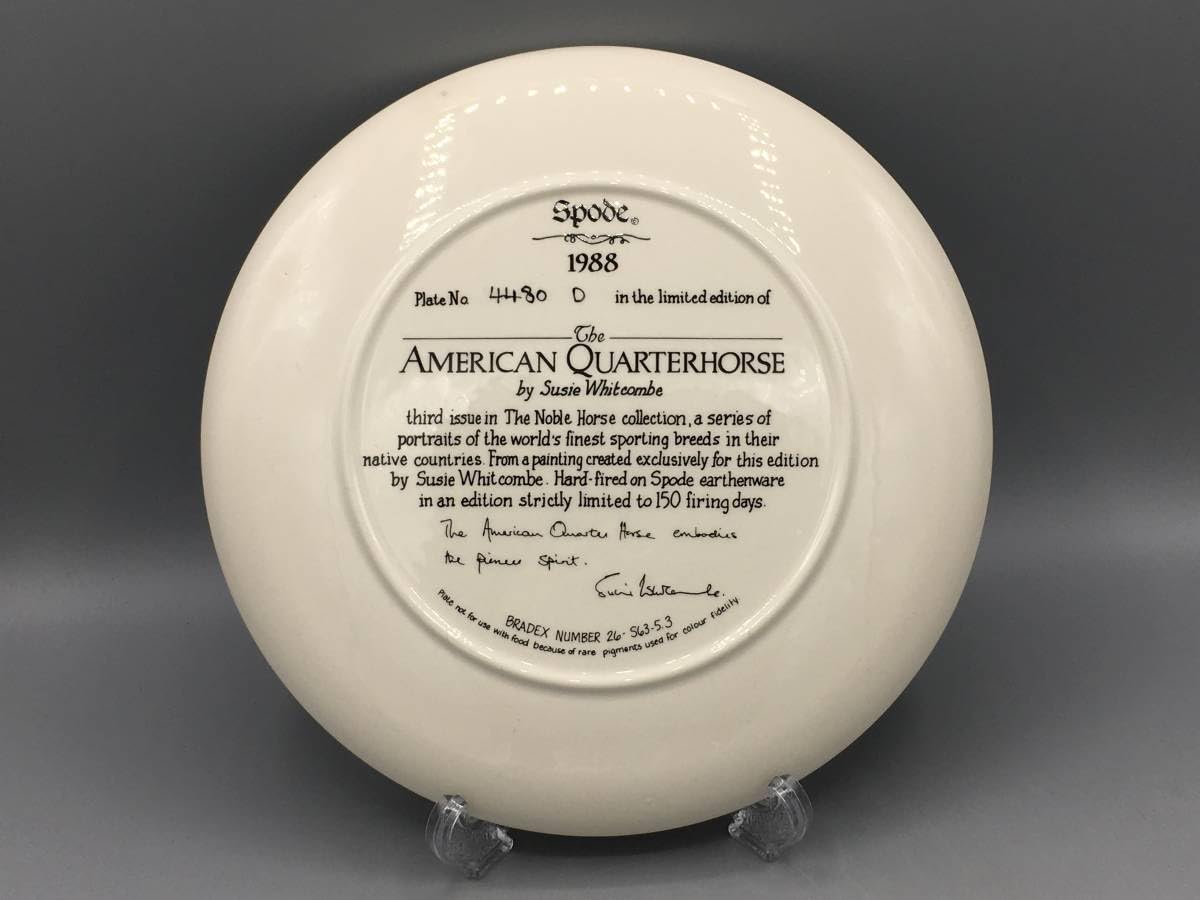 Spode ©
1988
Plate No. 4480 D in the limited edition of
The
AMERICAN QUARTERHORSE
by Susie Whitcombe
third issue in The Noble Horse collection, a series of
portraits of the world's finest sporting breeds in their
native countries. From a painting created exclusively for this edition
by Susie Whitcombe. Hard-fired on Spode earthenware
in an edition strictly limited to 150 firing days.
The American Quarter Horse embodies
the pioneer spirit.
Susie Whitcombe.
BRADEX NUMBER 26-S63-5.3
Plate not for use with food because of rare pigments used for colour fidelity.